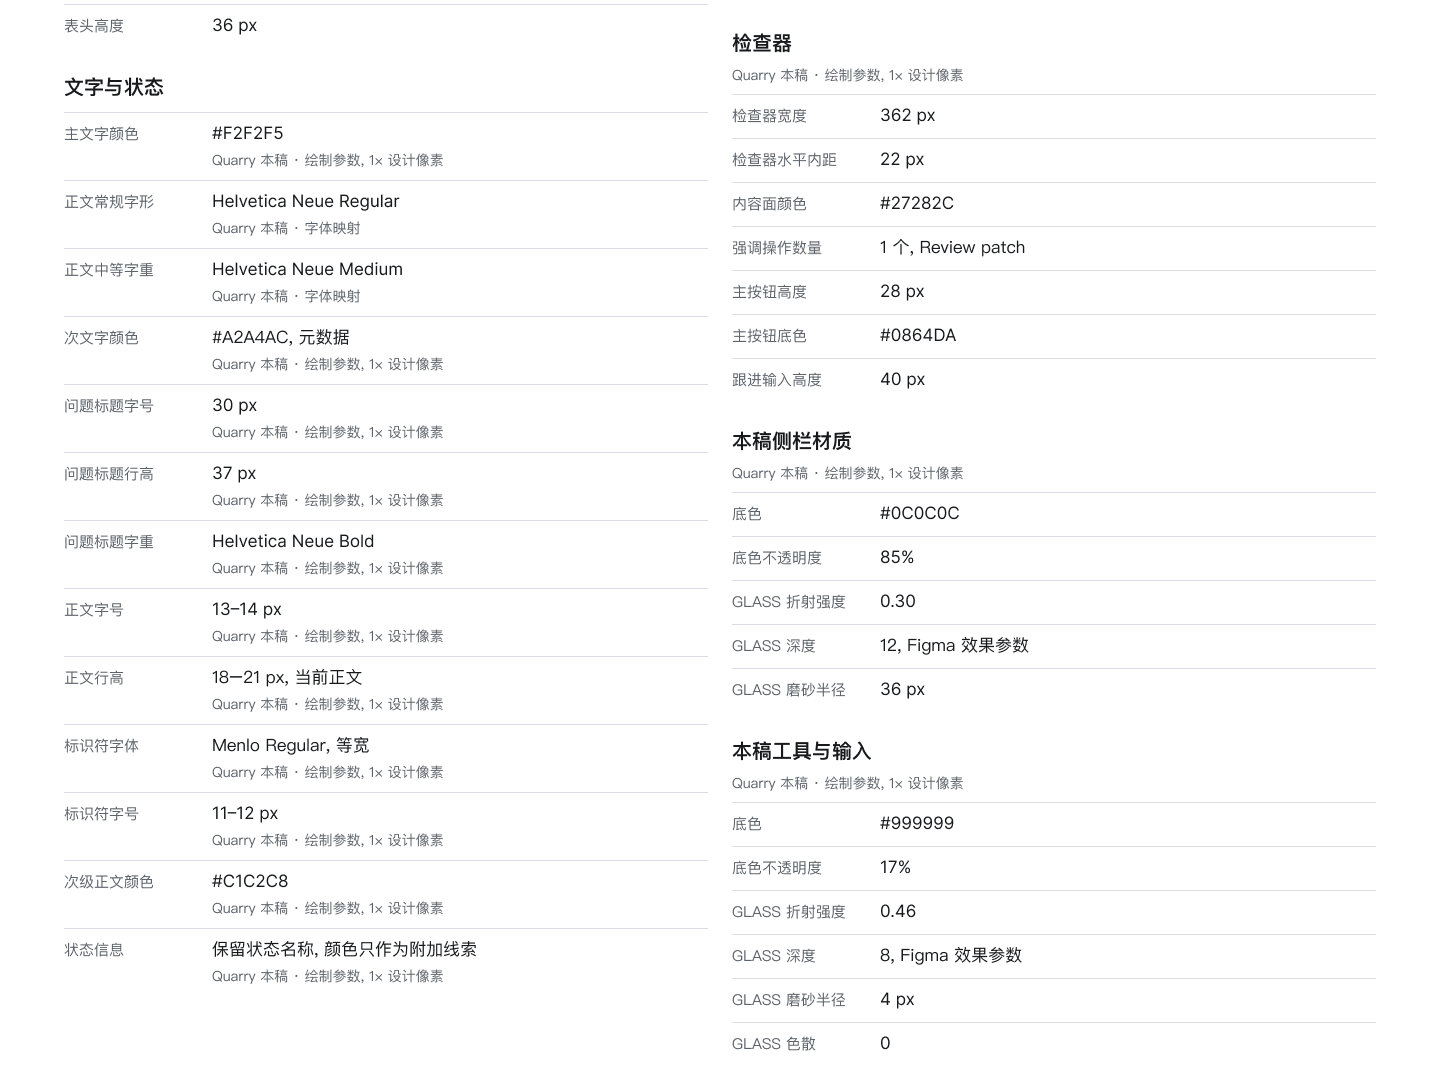 表头高度
36 px
文字与状态
主文字颜色
#F2F2F5
Quarry 本稿 · 绘制参数, 1× 设计像素
正文常规字形
Helvetica Neue Regular
Quarry 本稿 · 字体映射
正文中等字重
Helvetica Neue Medium
Quarry 本稿 · 字体映射
次文字颜色
#A2A4AC, 元数据
Quarry 本稿 · 绘制参数, 1× 设计像素
问题标题字号
30 px
Quarry 本稿 · 绘制参数, 1× 设计像素
问题标题行高
37 px
Quarry 本稿 · 绘制参数, 1× 设计像素
问题标题字重
Helvetica Neue Bold
Quarry 本稿 · 绘制参数, 1× 设计像素
正文字号
13–14 px
Quarry 本稿 · 绘制参数, 1× 设计像素
正文行高
18—21 px, 当前正文
Quarry 本稿 · 绘制参数, 1× 设计像素
标识符字体
Menlo Regular, 等宽
Quarry 本稿 · 绘制参数, 1× 设计像素
标识符字号
11–12 px
Quarry 本稿 · 绘制参数, 1× 设计像素
次级正文颜色
#C1C2C8
Quarry 本稿 · 绘制参数, 1× 设计像素
状态信息
保留状态名称, 颜色只作为附加线索
Quarry 本稿 · 绘制参数, 1× 设计像素
检查器
Quarry 本稿 · 绘制参数, 1× 设计像素
检查器宽度
362 px
检查器水平内距
22 px
内容面颜色
#27282C
强调操作数量
1 个, Review patch
主按钮高度
28 px
主按钮底色
#0864DA
跟进输入高度
40 px
本稿侧栏材质
Quarry 本稿 · 绘制参数, 1× 设计像素
底色
#0C0C0C
底色不透明度
85%
GLASS 折射强度
0.30
GLASS 深度
12, Figma 效果参数
GLASS 磨砂半径
36 px
本稿工具与输入
Quarry 本稿 · 绘制参数, 1× 设计像素
底色
#999999
底色不透明度
17%
GLASS 折射强度
0.46
GLASS 深度
8, Figma 效果参数
GLASS 磨砂半径
4 px
GLASS 色散
0